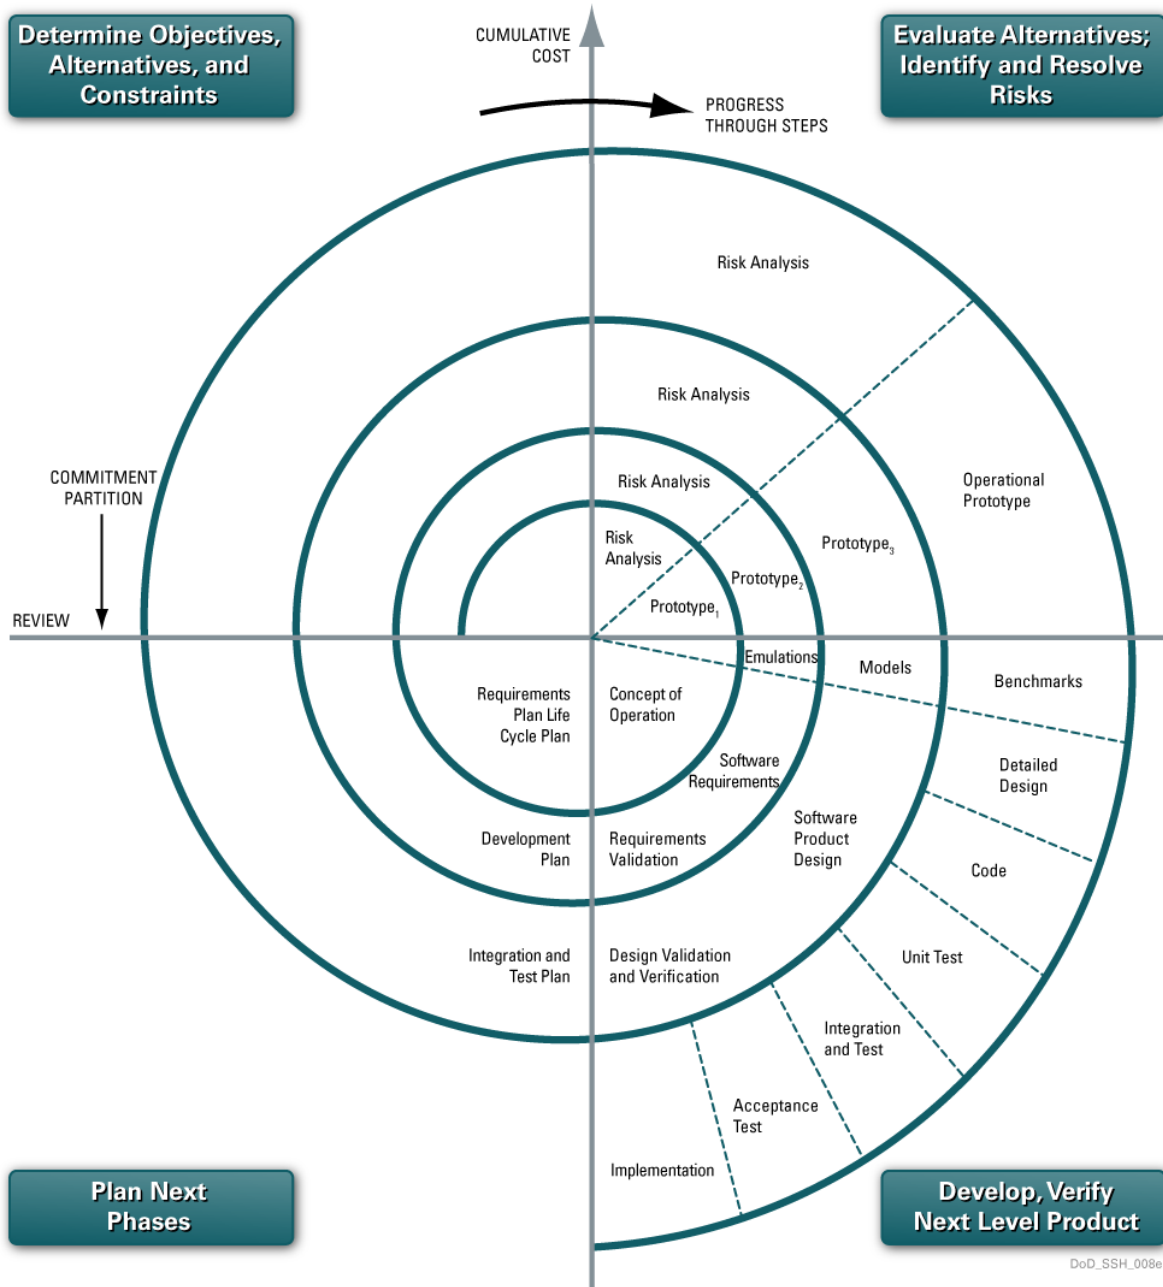 Determine Objectives,
Alternatives, and
Constraints
CUMULATIVE
COST
Evaluate Alternatives;
Identify and Resolve
Risks
PROGRESS
THROUGH STEPS
Risk Analysis
Risk Analysis
Risk Analysis
Risk
Analysis
Operational
Prototype
Prototype₃
Prototype₂
Prototype₁
COMMITMENT
PARTITION
REVIEW
Emulations
Models
Benchmarks
Requirements
Plan Life
Cycle Plan
Concept of
Operation
Software
Requirements
Detailed
Design
Development
Plan
Requirements
Validation
Software
Product
Design
Code
Integration and
Test Plan
Design Validation
and Verification
Unit Test
Integration
and Test
Acceptance
Test
Implementation
Plan Next
Phases
Develop, Verify
Next Level Product
DoD_SSH_008e